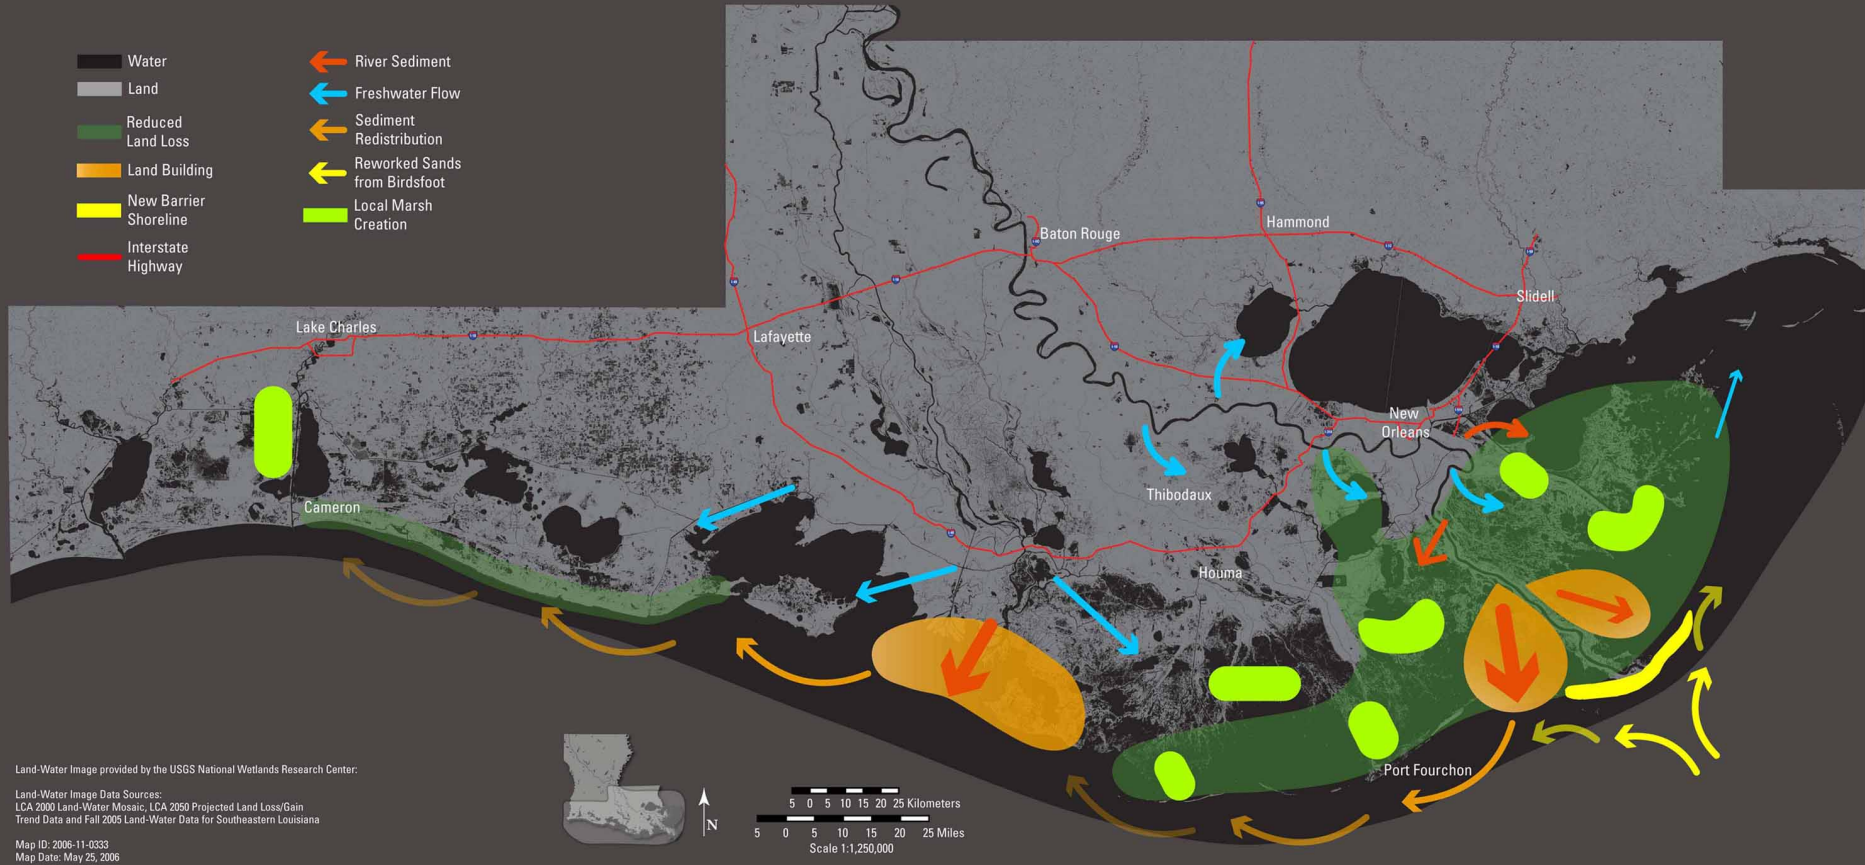 Water
Land
Reduced
Land Loss
Land Building
New Barrier
Shoreline
Interstate
Highway
River Sediment
Freshwater Flow
Sediment
Redistribution
Reworked Sands
from Birdsfoot
Local Marsh
Creation
Baton Rouge
Hammond
Slidell
Lake Charles
Lafayette
New
Orleans
Thibodaux
Cameron
Houma
Port Fourchon
Land-Water Image provided by the USGS National Wetlands Research Center:
Land-Water Image Data Sources:
LCA 2000 Land-Water Mosaic, LCA 2050 Projected Land Loss/Gain
Trend Data and Fall 2005 Land-Water Data for Southeastern Louisiana
Map ID: 2006-11-0333
Map Date: May 25, 2006
N
5 0 5 10 15 20 25 Kilometers
5 0 5 10 15 20 25 Miles
Scale 1:1,250,000